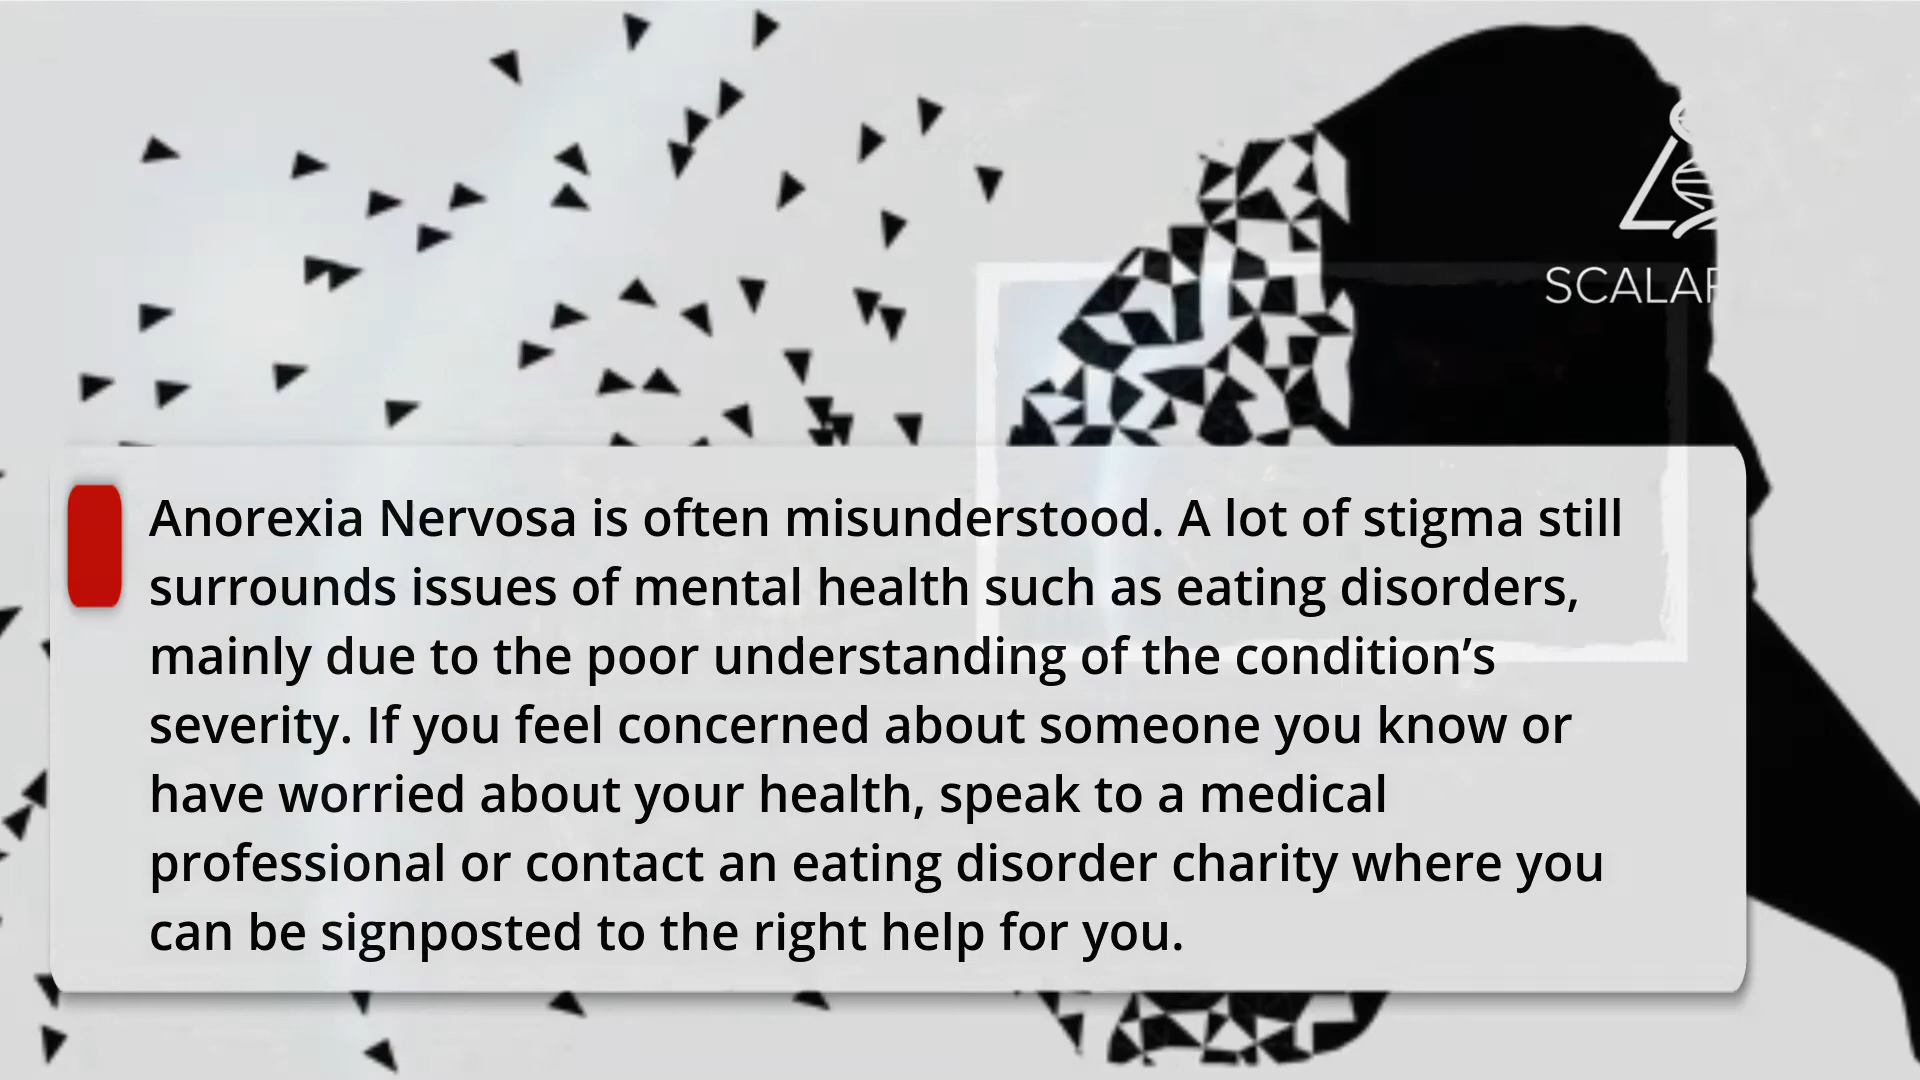 SCALAR
Anorexia Nervosa is often misunderstood. A lot of stigma still
surrounds issues of mental health such as eating disorders,
mainly due to the poor understanding of the condition’s
severity. If you feel concerned about someone you know or
have worried about your health, speak to a medical
professional or contact an eating disorder charity where you
can be signposted to the right help for you.